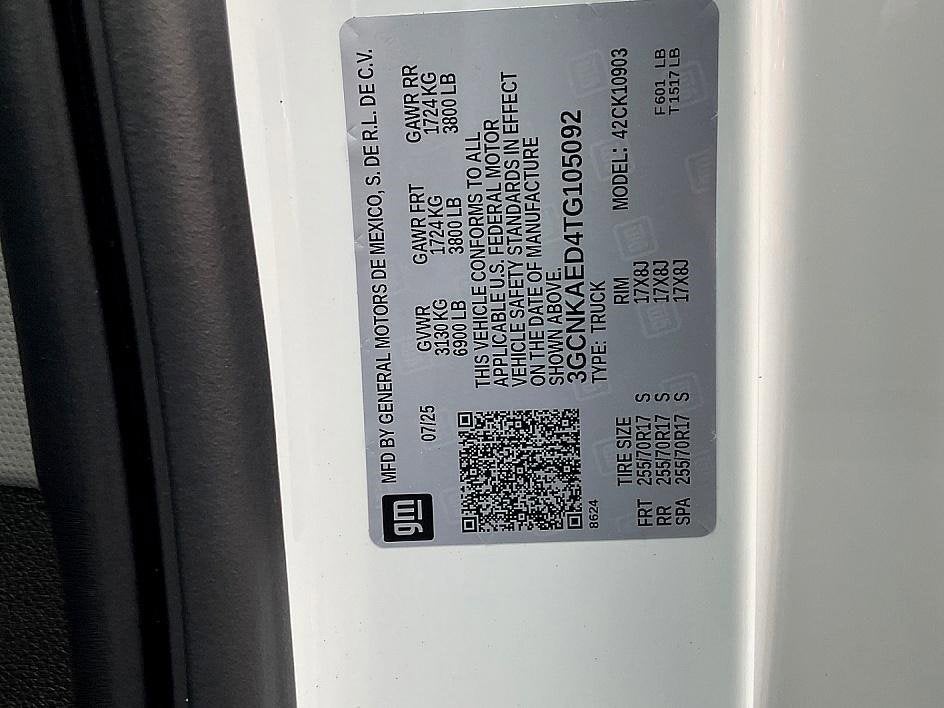 gm MFD BY GENERAL MOTORS DE MEXICO, S. DE R.L. DE C.V.
07/25 GVWR GAWR FRT GAWR RR
3130 KG 1724 KG 1724 KG
6900 LB 3800 LB 3800 LB
THIS VEHICLE CONFORMS TO ALL
APPLICABLE U.S. FEDERAL MOTOR
VEHICLE SAFETY STANDARDS IN EFFECT
ON THE DATE OF MANUFACTURE
SHOWN ABOVE.
3GCNKAED4TG105092
8624 TYPE: TRUCK MODEL: 42CK10903
TIRE SIZE RIM
FRT 255/70R17 S 17X8J
RR 255/70R17 S 17X8J F 601 LB
SPA 255/70R17 S 17X8J T 1517 LB